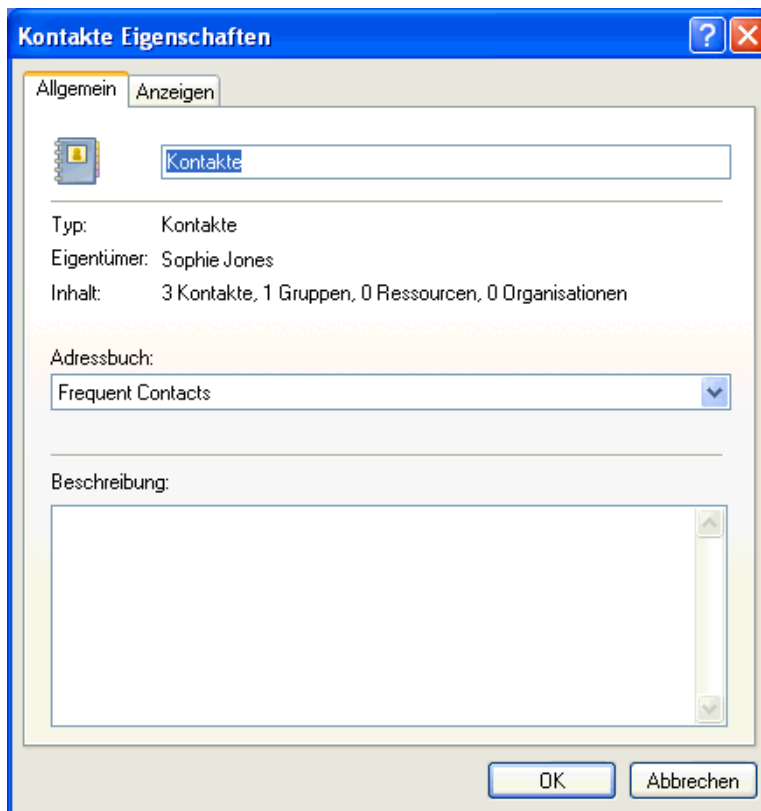 Kontakte Eigenschaften
Allgemein Anzeigen
Kontakte
Typ: Kontakte
Eigentümer: Sophie Jones
Inhalt: 3 Kontakte, 1 Gruppen, 0 Ressourcen, 0 Organisationen
Adressbuch:
Frequent Contacts
Beschreibung:
OK Abbrechen